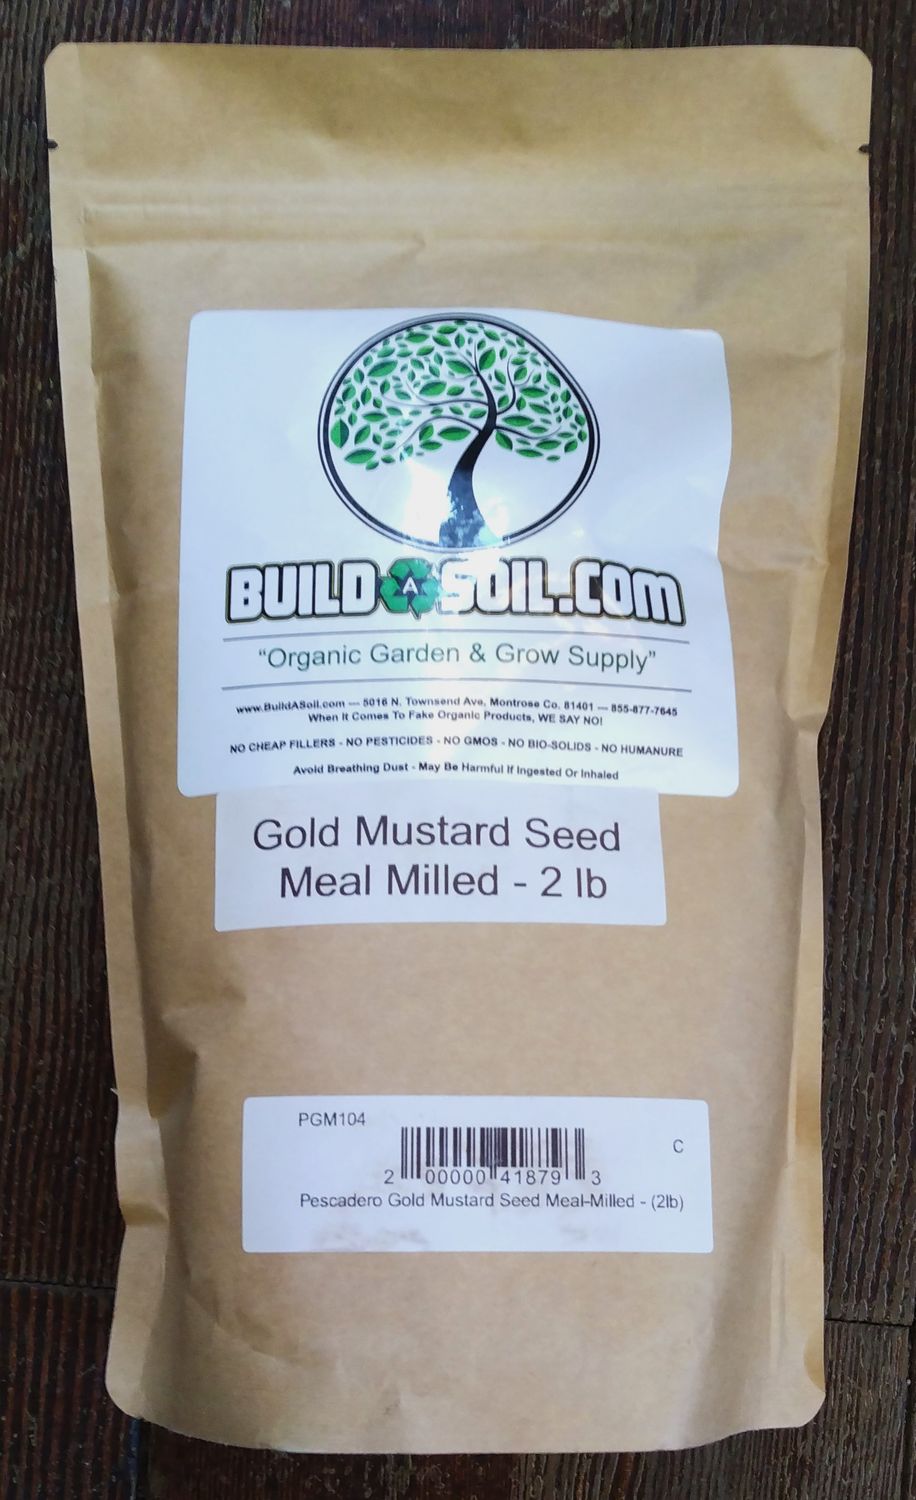 BUILD A SOIL.COM
“Organic Garden & Grow Supply”
www.BuildASoil.com --- 5016 N. Townsend Ave, Montrose Co. 81401 --- 855-877-7645
When It Comes To Fake Organic Products, WE SAY NO!
NO CHEAP FILLERS - NO PESTICIDES - NO GMOS - NO BIO-SOLIDS - NO HUMANURE
Avoid Breathing Dust - May Be Harmful If Ingested Or Inhaled
Gold Mustard Seed
Meal Milled - 2 lb
PGM104
C
2 00000 41879 3
Pescadero Gold Mustard Seed Meal-Milled - (2lb)